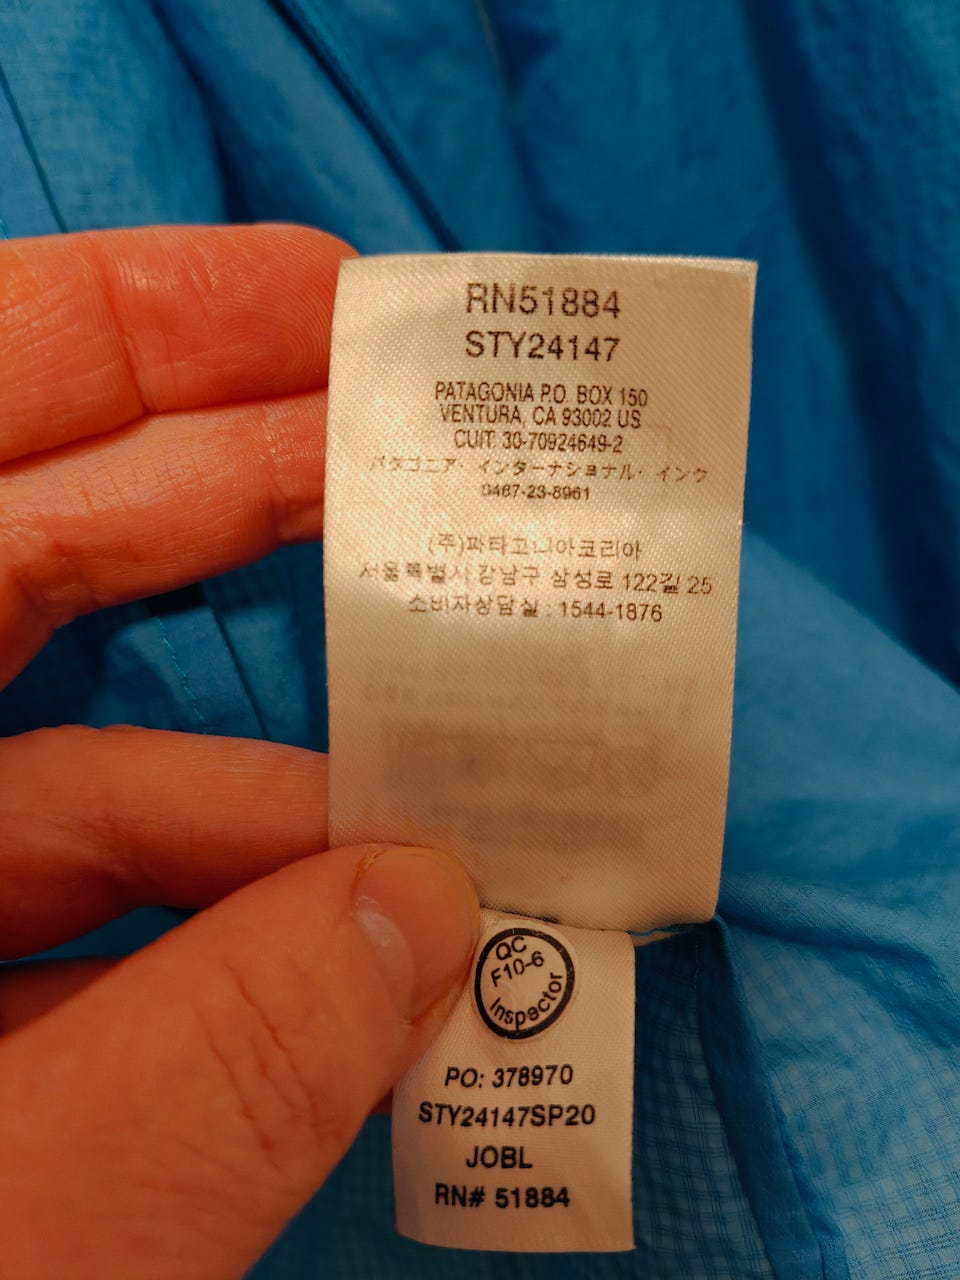 RN51884
STY24147
PATAGONIA P.O. BOX 150
VENTURA, CA 93002 US
CUIT: 30-70924649-2
パタゴニア・インターナショナル・インク
0467-23-8961
(주)파타고니아코리아
서울특별시 강남구 삼성로 122길 25
소비자상담실 : 1544-1876
QC
F10-6
Inspector
PO: 378970
STY24147SP20
JOBL
RN# 51884